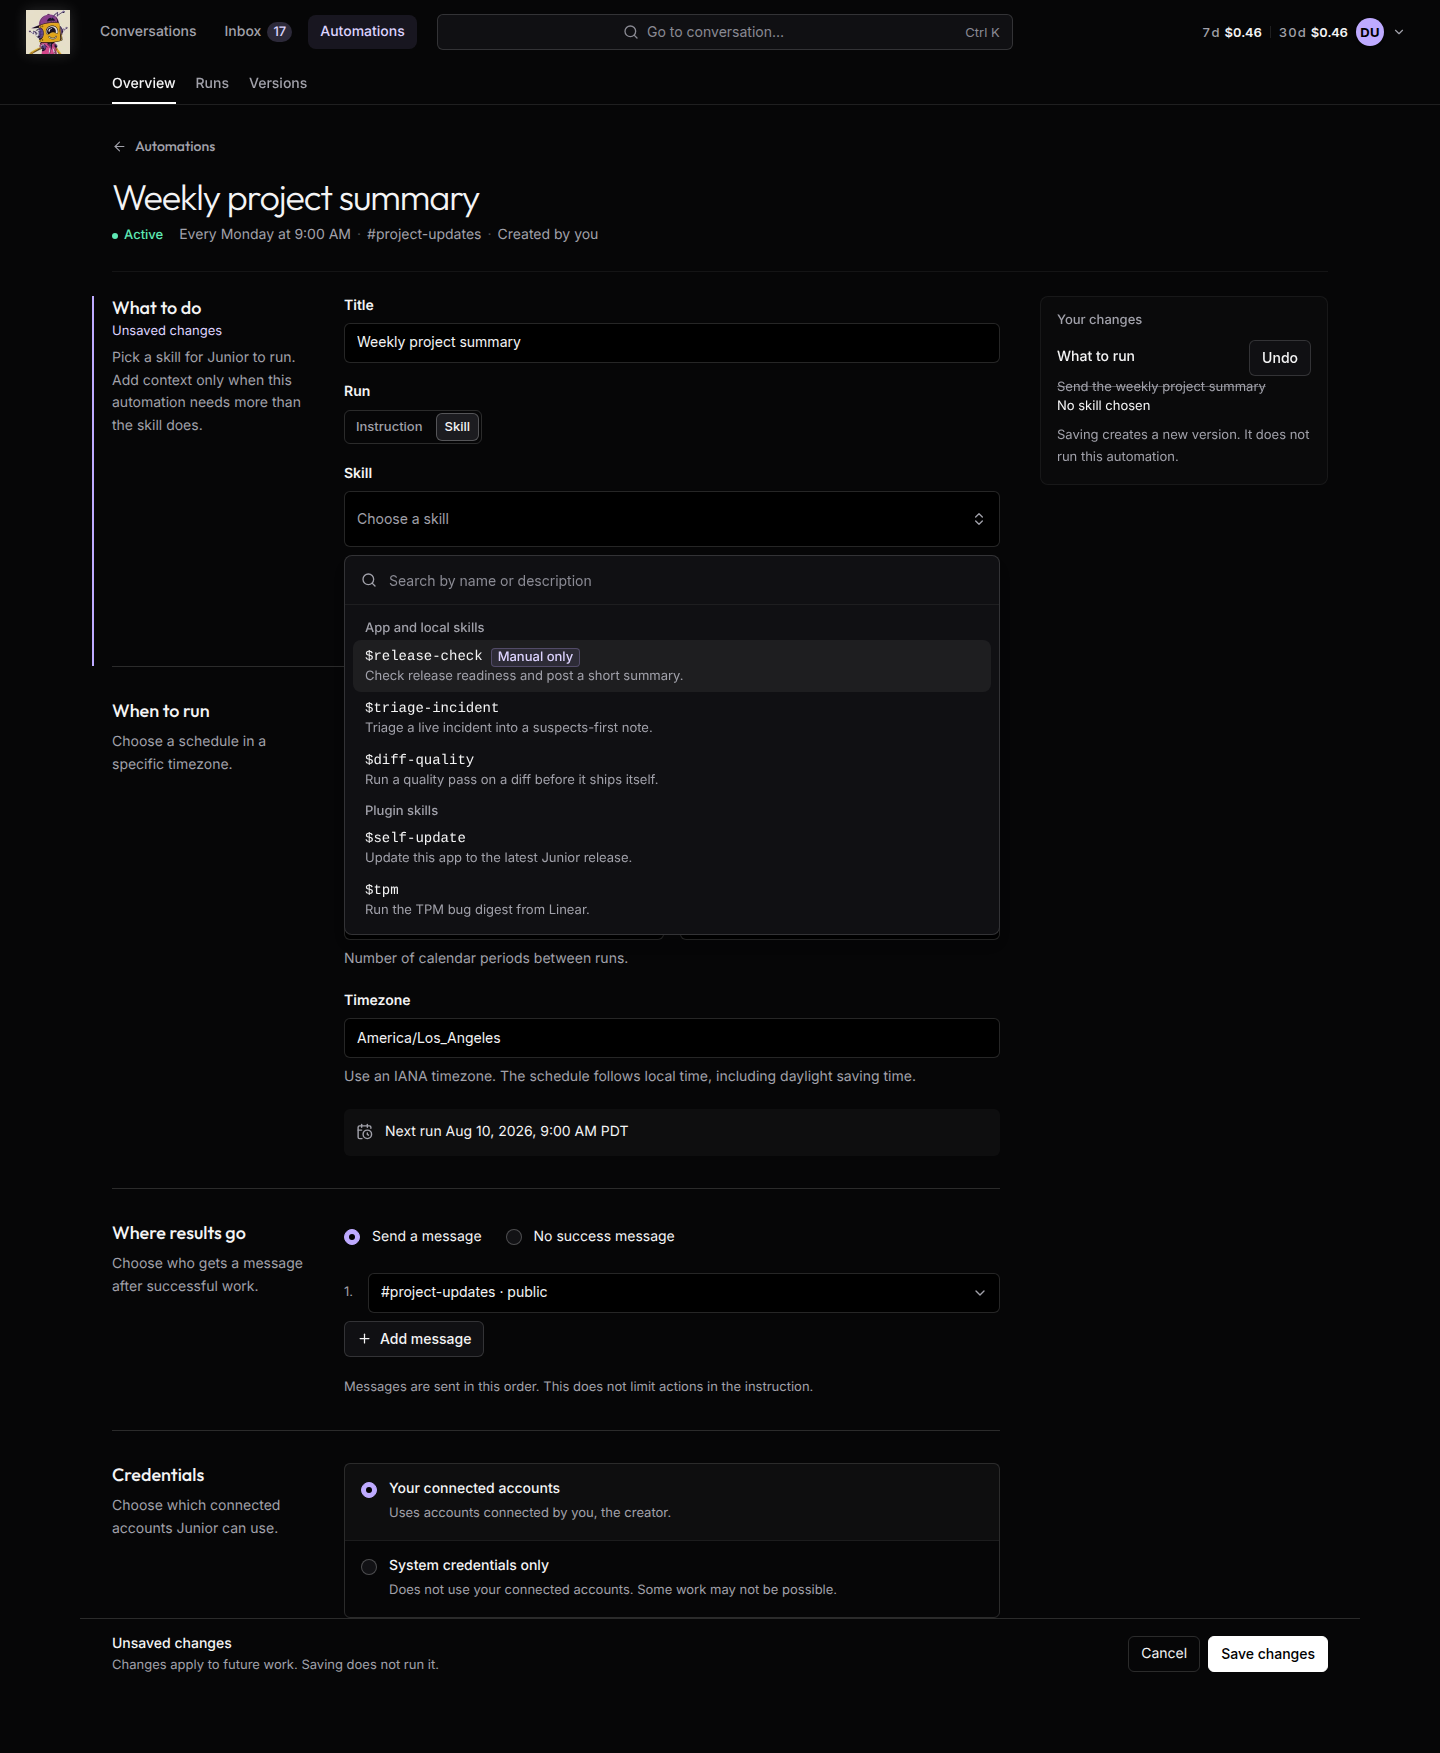 Conversations
Inbox 17
Automations
Go to conversation...
Ctrl K
7d $0.46
30d $0.46
DU
Overview
Runs
Versions
Automations
Weekly project summary
Active
Every Monday at 9:00 AM · #project-updates · Created by you
What to do
Unsaved changes
Pick a skill for Junior to run.
Add context only when this
automation needs more than
the skill does.
Title
Weekly project summary
Run
Instruction
Skill
Skill
Choose a skill
Search by name or description
App and local skills
$release-check Manual only
Check release readiness and post a short summary.
$triage-incident
Triage a live incident into a suspects-first note.
$diff-quality
Run a quality pass on a diff before it ships itself.
Plugin skills
$self-update
Update this app to the latest Junior release.
$tpm
Run the TPM bug digest from Linear.
Your changes
What to run
Undo
Send the weekly project summary
No skill chosen
Saving creates a new version. It does not
run this automation.
When to run
Choose a schedule in a
specific timezone.
Number of calendar periods between runs.
Timezone
America/Los_Angeles
Use an IANA timezone. The schedule follows local time, including daylight saving time.
Next run Aug 10, 2026, 9:00 AM PDT
Where results go
Choose who gets a message
after successful work.
Send a message
No success message
1.
#project-updates · public
Add message
Messages are sent in this order. This does not limit actions in the instruction.
Credentials
Choose which connected
accounts Junior can use.
Your connected accounts
Uses accounts connected by you, the creator.
System credentials only
Does not use your connected accounts. Some work may not be possible.
Unsaved changes
Changes apply to future work. Saving does not run it.
Cancel
Save changes